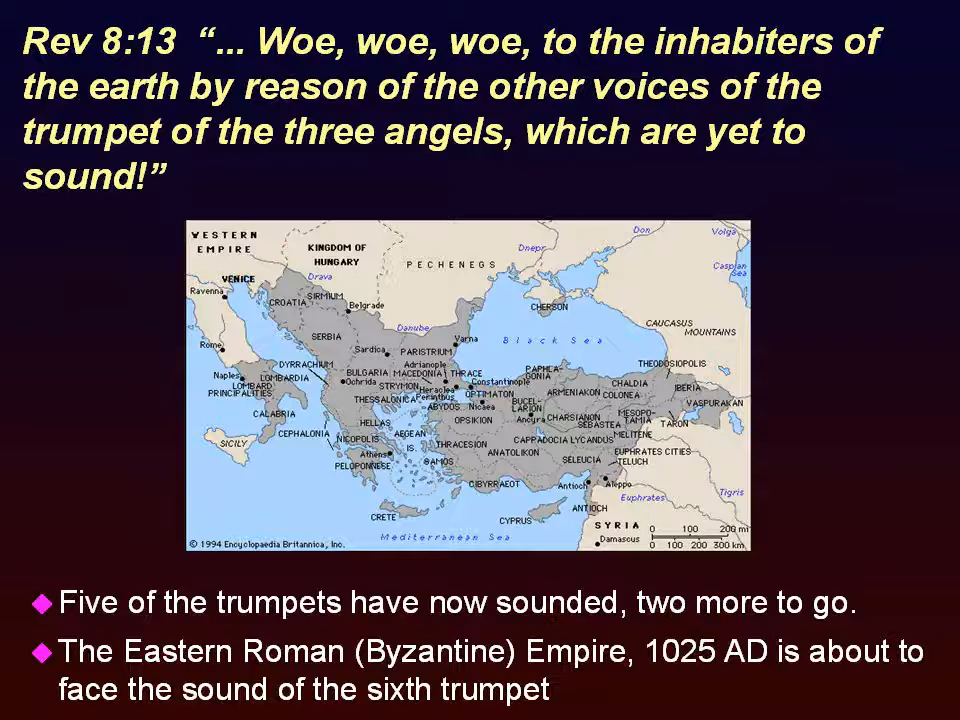 Rev 8:13 “... Woe, woe, woe, to the inhabiters of
the earth by reason of the other voices of the
trumpet of the three angels, which are yet to
sound!”
WESTERN
EMPIRE
KINGDOM OF
HUNGARY
PECHENEGS
Dnepr
Don
Volga
Caspian
Sea
VENICE
Ravenna
Drava
CROATIA
SIRMIUM
Belgrade
CHERSON
CAUCASUS
MOUNTAINS
SERBIA
Danube
Varna
Black Sea
Rome
Sardica
PARISTRIUM
DYRRACHIUM
BULGARIA
Adrianople
MACEDONIA
THRACE
PAPHLA-
GONIA
THEODOSIOPOLIS
Naples
LOMBARDIA
LOMBARD
PRINCIPALITIES
Ochrida
STRYMON
Heraclea
Perinthus
Constantinople
OPTIMATON
CHALDIA
IBERIA
ARMENIAKON
COLONEA
VASPURAKAN
THESSALONICA
ABYDOS
Nicaea
BUCEL-
LARION
Ancyra
CHARSIANON
SEBASTEA
MESOPO-
TAMIA
TARON
CALABRIA
HELLAS
OPSIKION
MELITENE
SICILY
CEPHALONIA
NICOPOLIS
AEGEAN
IS.
THRACESION
CAPPADOCIA
LYCANDUS
ANATOLIKON
EUPHRATES CITIES
Athens
PELOPONNESE
SAMOS
SELEUCIA
TELUCH
CIBYRRAEOT
Antioch
Aleppo
ANTIOCH
Euphrates
Tigris
CRETE
CYPRUS
SYRIA
Damascus
Mediterranean Sea
0 100 200 mi
0 100 200 300 km
© 1994 Encyclopaedia Britannica, Inc.
Five of the trumpets have now sounded, two more to go.
The Eastern Roman (Byzantine) Empire, 1025 AD is about to
face the sound of the sixth trumpet